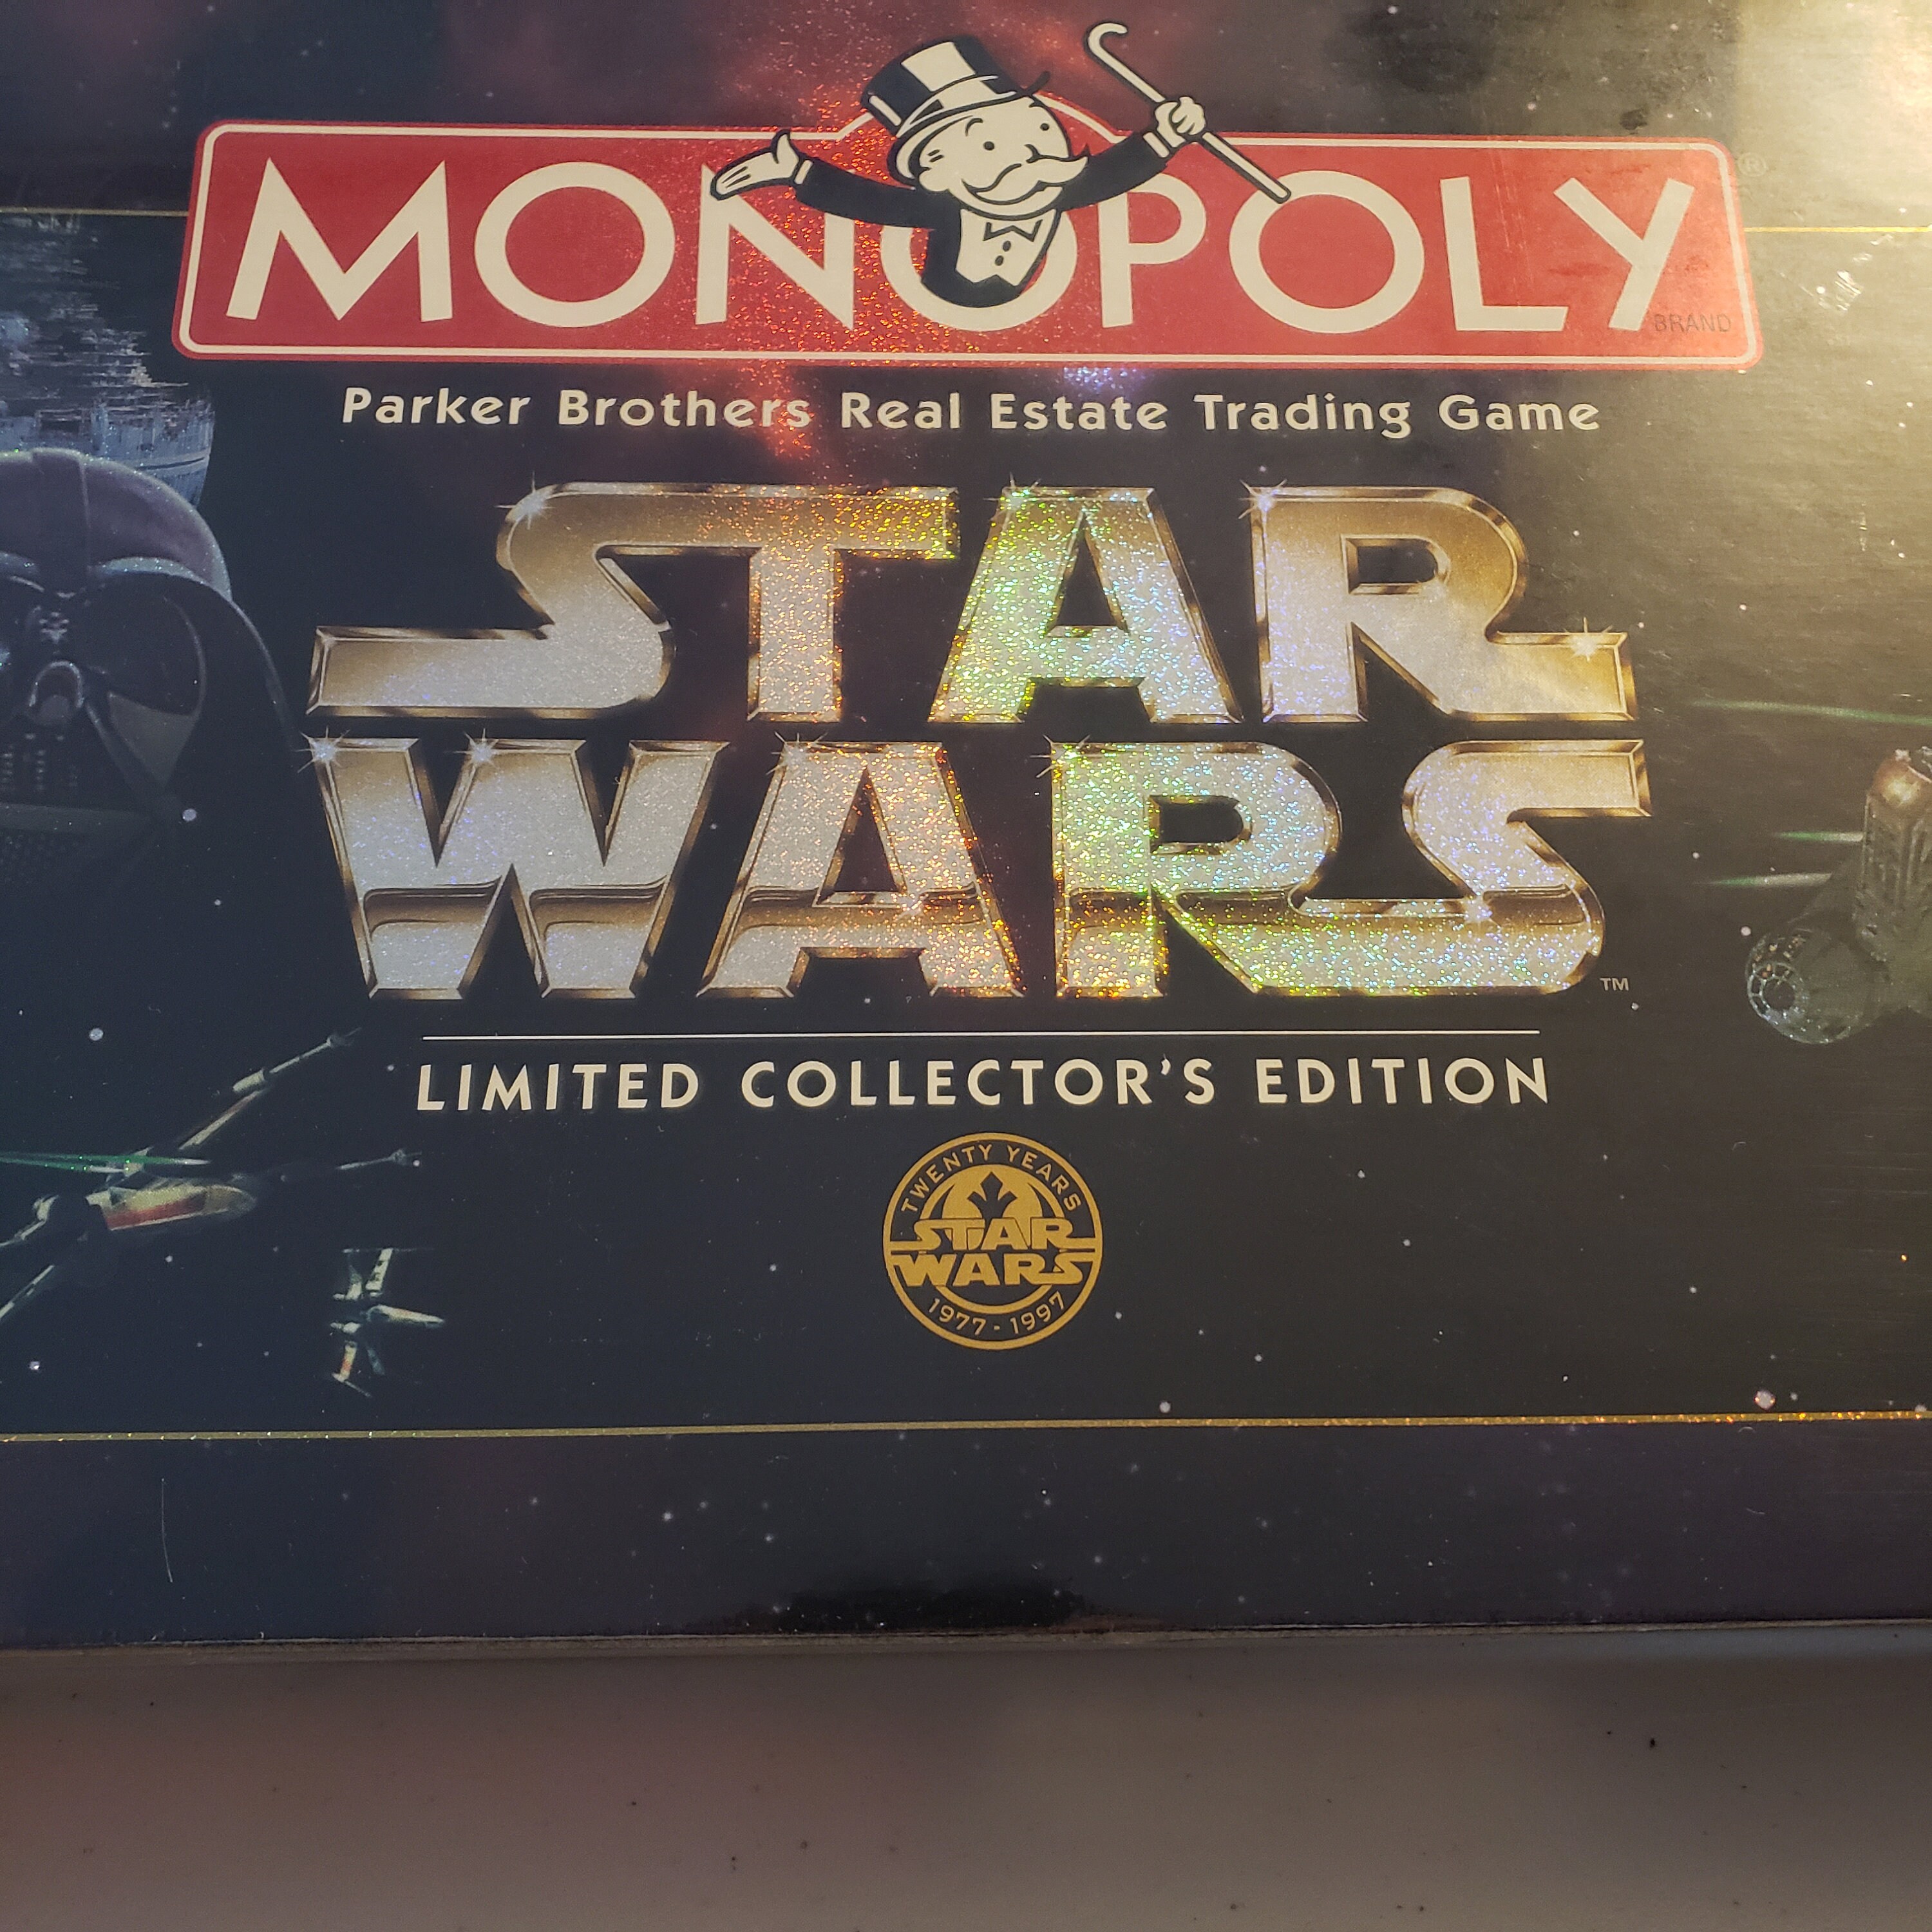 MONOPOLY ®
BRAND
Parker Brothers Real Estate Trading Game
STAR
WARS ™
LIMITED COLLECTOR'S EDITION
TWENTY YEARS
STAR
WARS
1977 - 1997